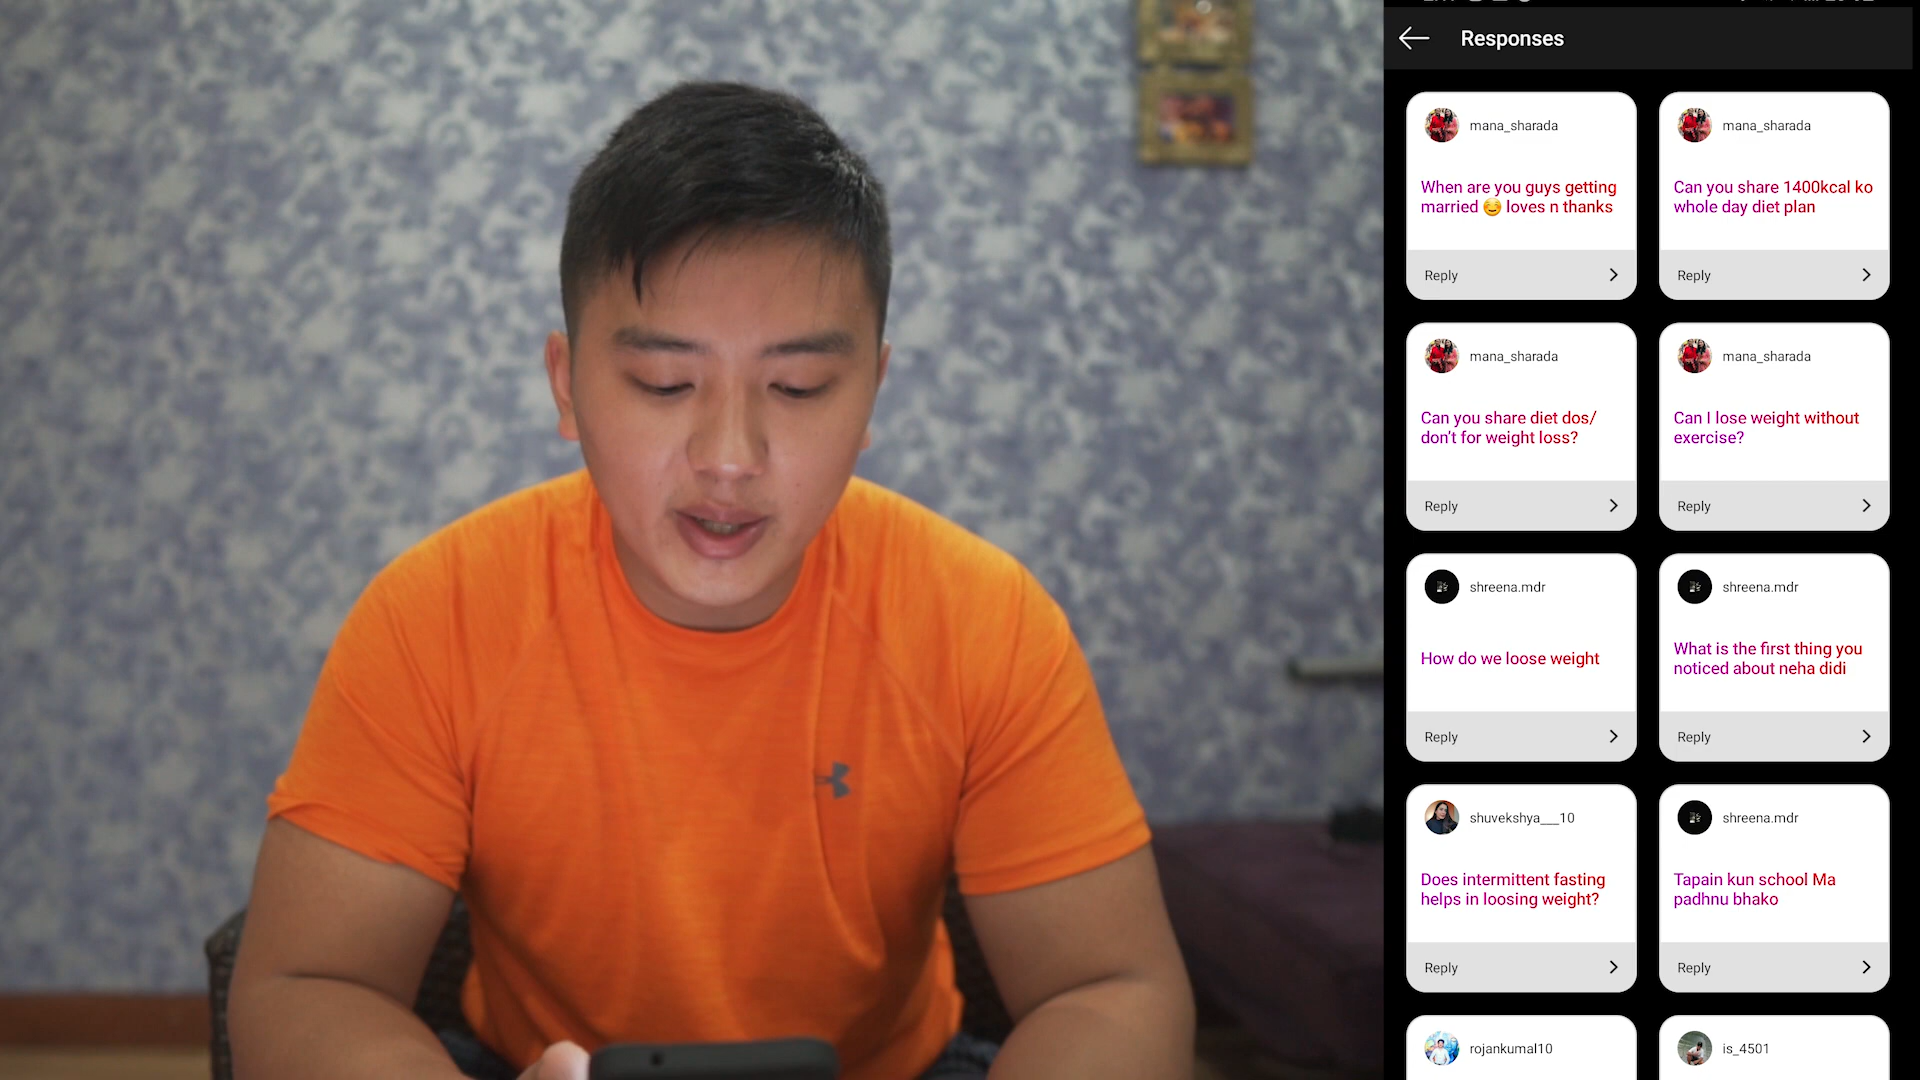 Responses
mana_sharada
When are you guys getting
married ☺️ loves n thanks
Reply
mana_sharada
Can you share 1400kcal ko
whole day diet plan
Reply
mana_sharada
Can you share diet dos/
don't for weight loss?
Reply
mana_sharada
Can I lose weight without
exercise?
Reply
shreena.mdr
How do we loose weight
Reply
shreena.mdr
What is the first thing you
noticed about neha didi
Reply
shuvekshya___10
Does intermittent fasting
helps in loosing weight?
Reply
shreena.mdr
Tapain kun school Ma
padhnu bhako
Reply
rojankumal10
is_4501